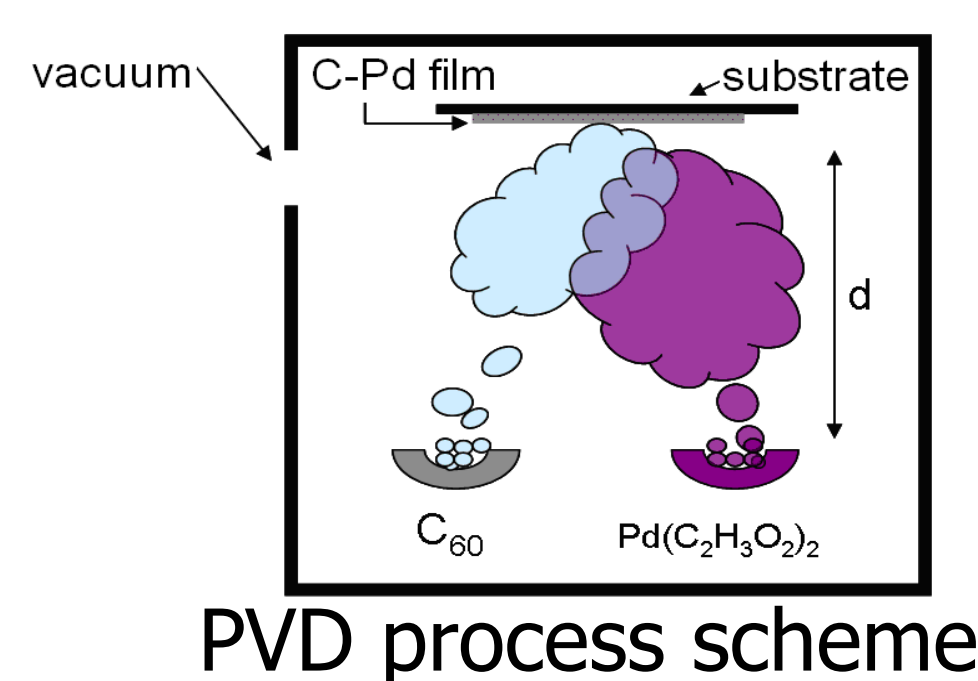 vacuum
C-Pd film
substrate
d
C₆₀
Pd(C₂H₃O₂)₂
PVD process scheme